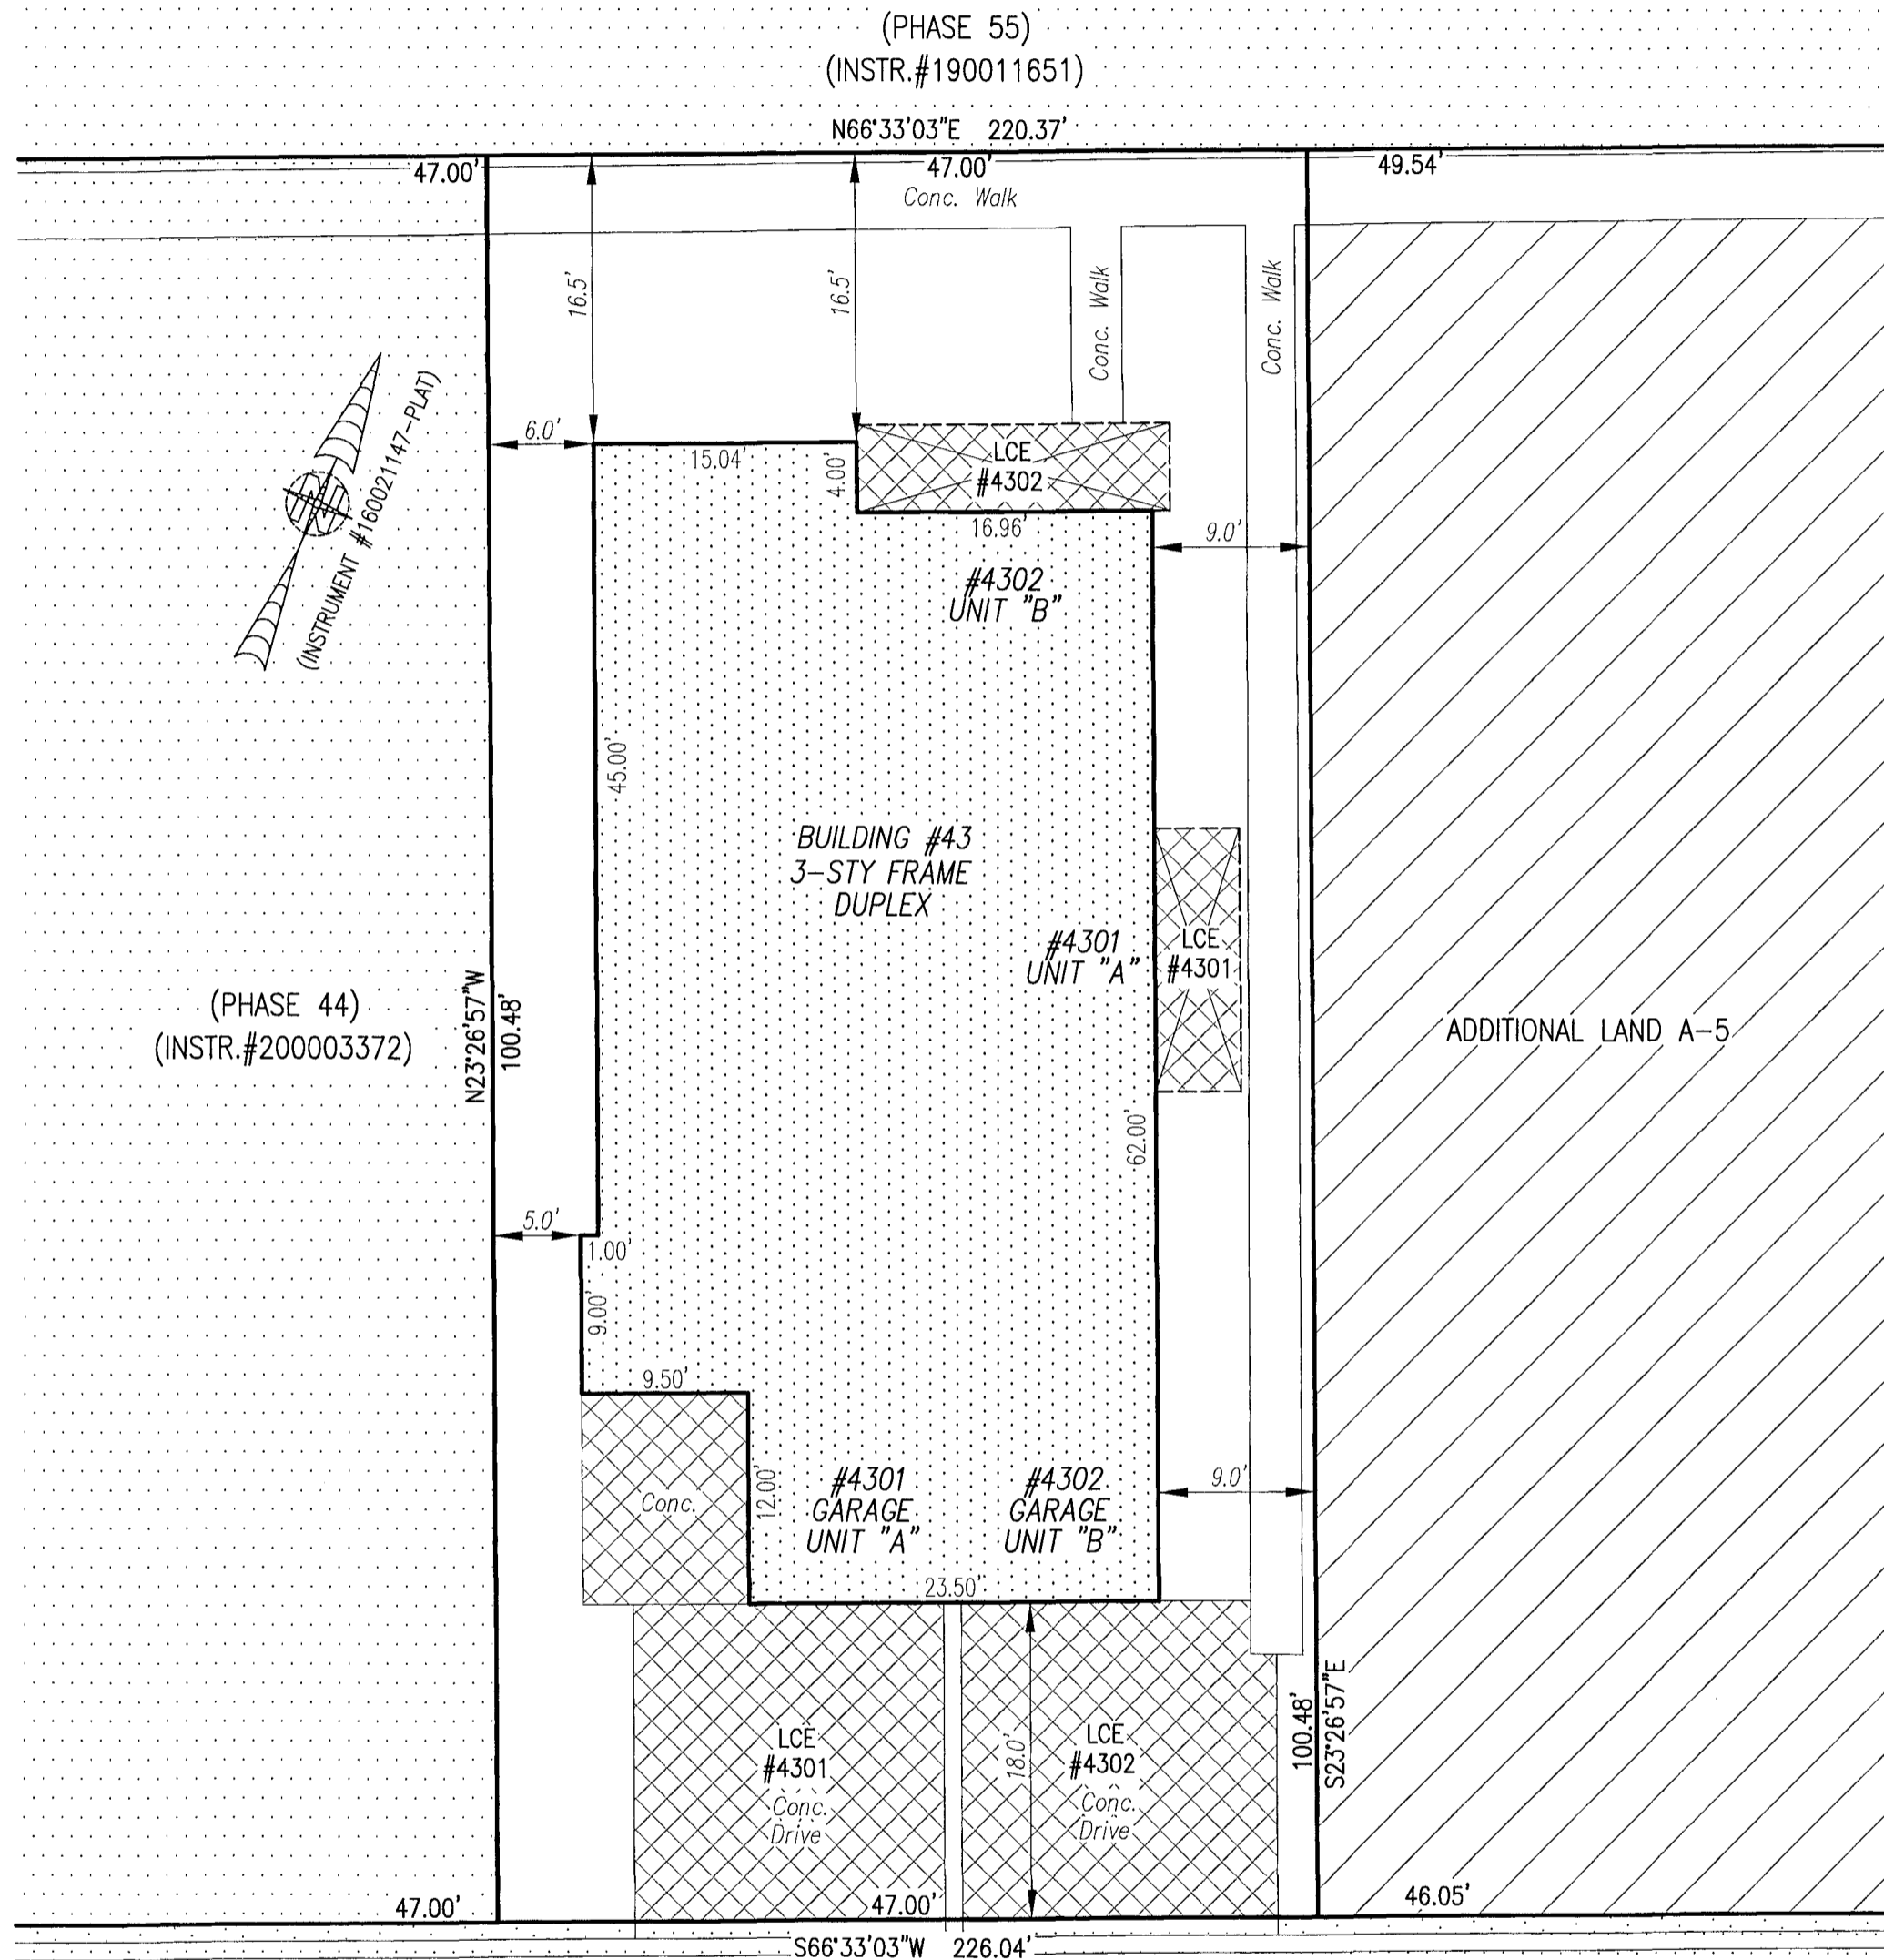 (PHASE 55)
(INSTR.#190011651)
N66°33'03"E 220.37'
47.00'
47.00'
49.54'
Conc. Walk
16.5'
16.5'
Conc. Walk
Conc. Walk
(INSTRUMENT #160021147-PLAT)
N
6.0'
15.04'
4.00'
LCE
#4302
16.96'
9.0'
#4302
UNIT "B"
45.00'
BUILDING #43
3-STY FRAME
DUPLEX
#4301
UNIT "A"
LCE
#4301
(PHASE 44)
(INSTR.#200003372)
N23°26'57"W
100.48'
ADDITIONAL LAND A-5
62.00'
5.0'
1.00'
9.00'
9.50'
Conc.
12.00'
#4301
GARAGE
UNIT "A"
#4302
GARAGE
UNIT "B"
9.0'
23.50'
LCE
#4301
Conc.
Drive
18.0'
LCE
#4302
Conc.
Drive
100.48'
S23°26'57"E
47.00'
47.00'
46.05'
S66°33'03"W 226.04'